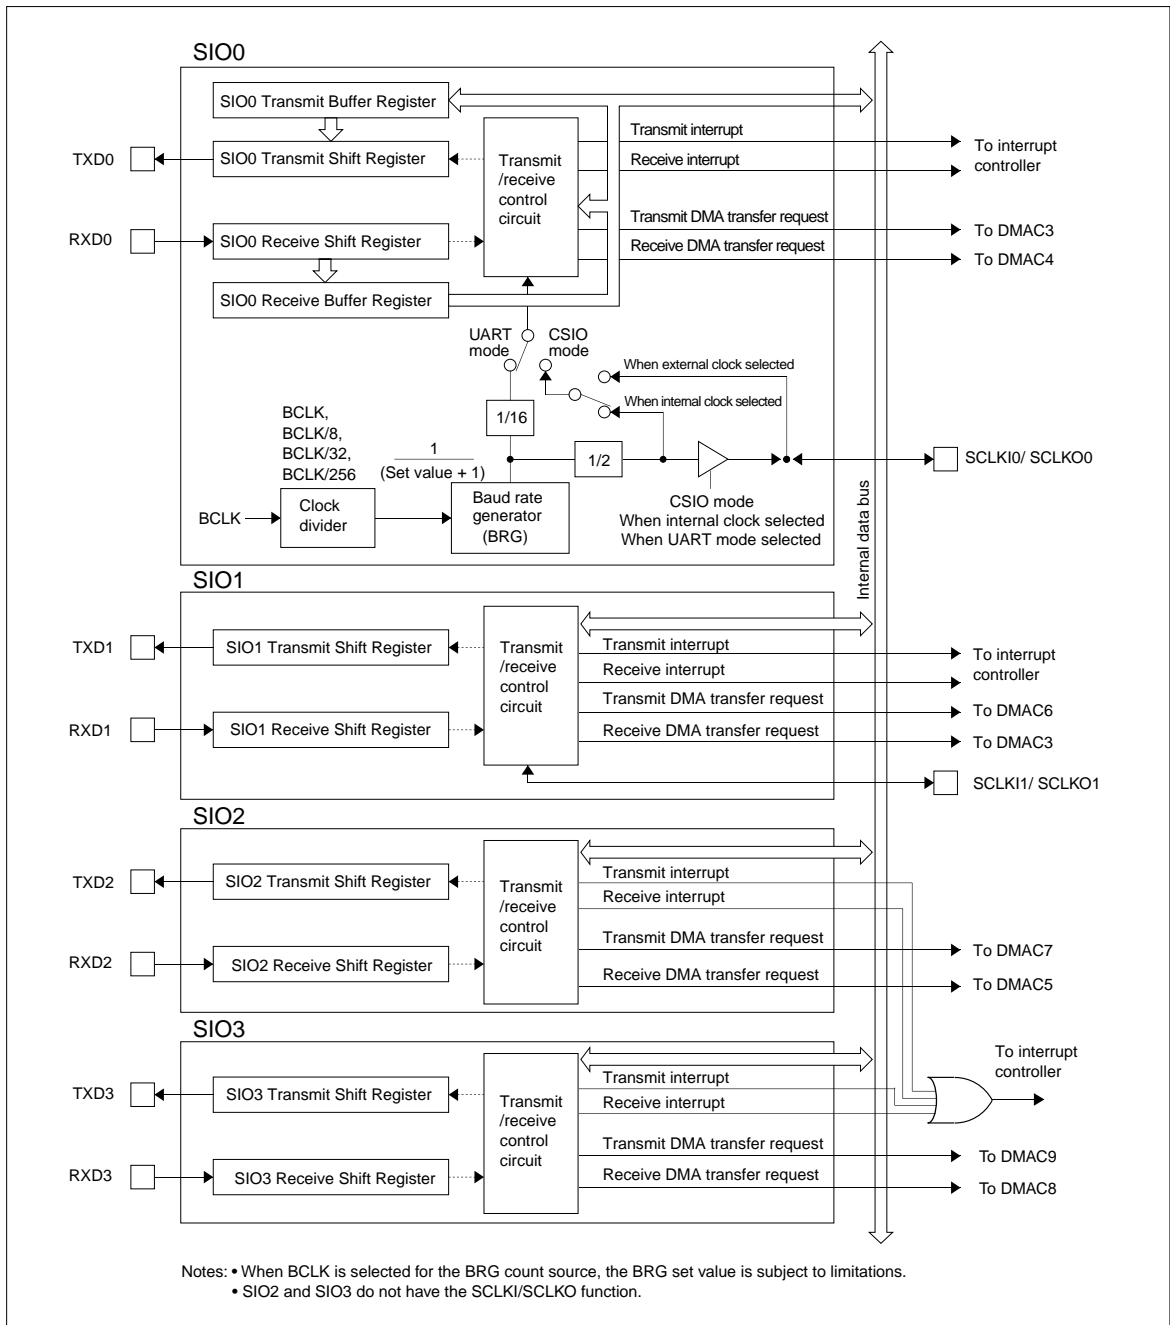 SIO0
SIO0 Transmit Buffer Register
TXD0
SIO0 Transmit Shift Register
Transmit
/receive
control
circuit
Transmit interrupt
Receive interrupt
To interrupt
controller
RXD0
SIO0 Receive Shift Register
Transmit DMA transfer request
To DMAC3
Receive DMA transfer request
To DMAC4
SIO0 Receive Buffer Register
UART
mode
CSIO
mode
When external clock selected
When internal clock selected
1/16
BCLK,
BCLK/8,
BCLK/32,
BCLK/256
1
(Set value + 1)
1/2
SCLKI0/ SCLKO0
BCLK
Clock
divider
Baud rate
generator
(BRG)
CSIO mode
When internal clock selected
When UART mode selected
Internal data bus
SIO1
TXD1
SIO1 Transmit Shift Register
Transmit
/receive
control
circuit
Transmit interrupt
Receive interrupt
To interrupt
controller
Transmit DMA transfer request
To DMAC6
RXD1
SIO1 Receive Shift Register
Receive DMA transfer request
To DMAC3
SCLKI1/ SCLKO1
SIO2
TXD2
SIO2 Transmit Shift Register
Transmit
/receive
control
circuit
Transmit interrupt
Receive interrupt
Transmit DMA transfer request
To DMAC7
RXD2
SIO2 Receive Shift Register
Receive DMA transfer request
To DMAC5
SIO3
TXD3
SIO3 Transmit Shift Register
Transmit
/receive
control
circuit
Transmit interrupt
Receive interrupt
To interrupt
controller
Transmit DMA transfer request
To DMAC9
RXD3
SIO3 Receive Shift Register
Receive DMA transfer request
To DMAC8
Notes: • When BCLK is selected for the BRG count source, the BRG set value is subject to limitations.
• SIO2 and SIO3 do not have the SCLKI/SCLKO function.